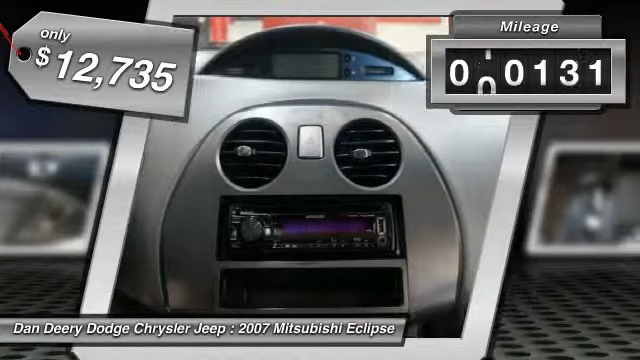 only
$12,735
Mileage
0 0131
Dan Deery Dodge Chrysler Jeep : 2007 Mitsubishi Eclipse